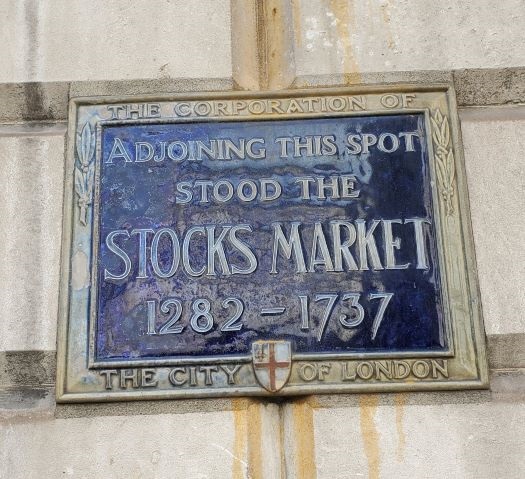 THE CORPORATION OF
ADJOINING THIS SPOT
STOOD THE
STOCKS MARKET
1282 – 1737
THE CITY OF LONDON